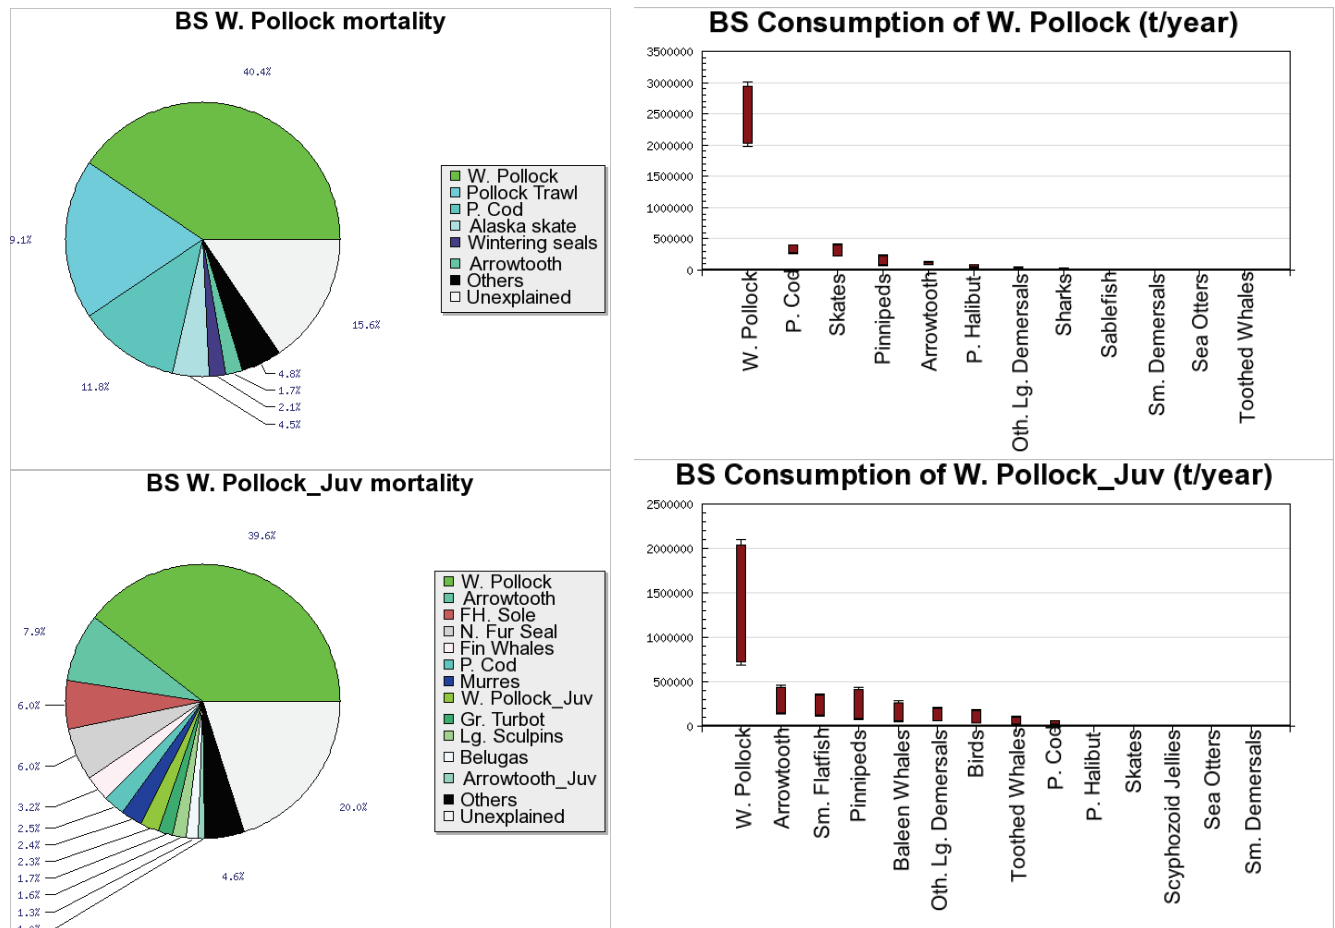 BS W. Pollock mortality
40.4%
9.1%
11.8%
15.6%
4.8%
1.7%
2.1%
4.5%
W. Pollock
Pollock Trawl
P. Cod
Alaska skate
Wintering seals
Arrowtooth
Others
Unexplained
BS Consumption of W. Pollock (t/year)
3500000
3000000
2500000
2000000
1500000
1000000
500000
0
W. Pollock
P. Cod
Skates
Pinnipeds
Arrowtooth
P. Halibut
Oth. Lg. Demersals
Sharks
Sablefish
Sm. Demersals
Sea Otters
Toothed Whales
BS W. Pollock_Juv mortality
39.6%
7.9%
6.0%
6.0%
3.2%
2.5%
2.4%
2.3%
1.7%
1.6%
1.3%
4.6%
20.0%
W. Pollock
Arrowtooth
FH. Sole
N. Fur Seal
Fin Whales
P. Cod
Murres
W. Pollock_Juv
Gr. Turbot
Lg. Sculpins
Belugas
Arrowtooth_Juv
Others
Unexplained
BS Consumption of W. Pollock_Juv (t/year)
2500000
2000000
1500000
1000000
500000
0
W. Pollock
Arrowtooth
Sm. Flatfish
Pinnipeds
Baleen Whales
Oth. Lg. Demersals
Birds
Toothed Whales
P. Cod
P. Halibut
Skates
Scyphozoid Jellies
Sea Otters
Sm. Demersals